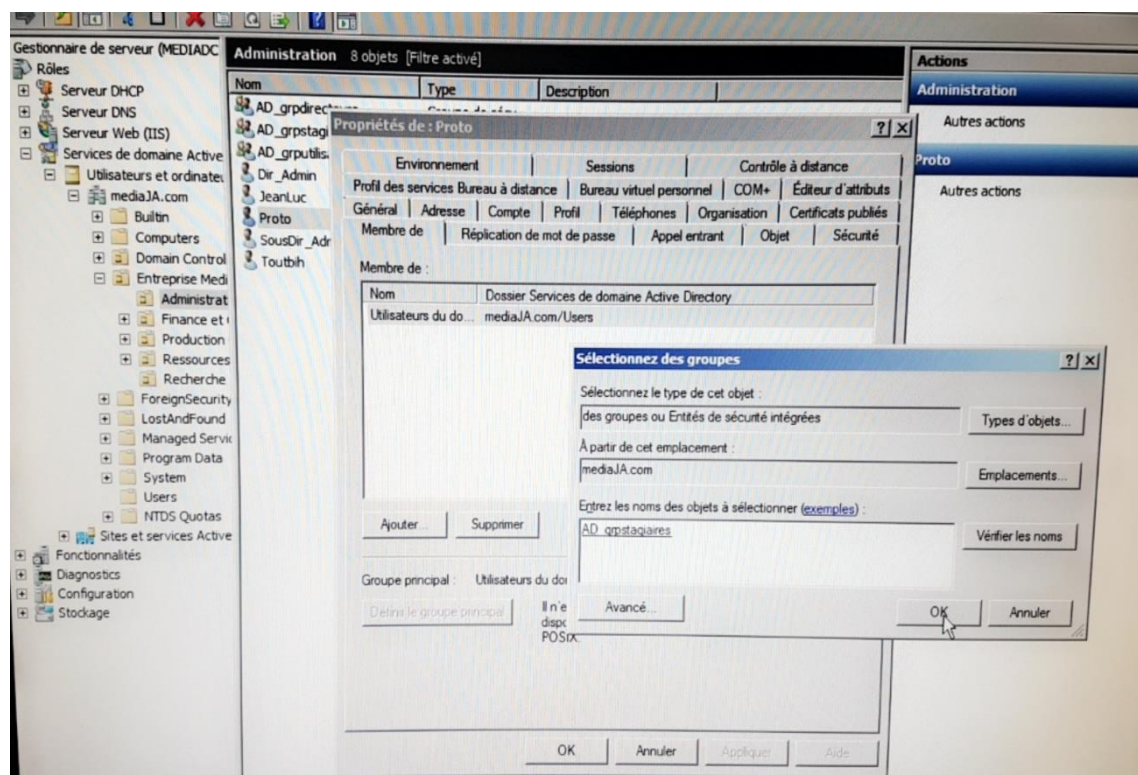 Gestionnaire de serveur (MEDIADC
Rôles
Serveur DHCP
Serveur DNS
Serveur Web (IIS)
Services de domaine Active
Utilisateurs et ordinateu
mediaJA.com
Builtin
Computers
Domain Control
Entreprise Medi
Administrat
Finance et
Production
Ressources
Recherche
ForeignSecurity
LostAndFound
Managed Servic
Program Data
System
Users
NTDS Quotas
Sites et services Active
Fonctionnalités
Diagnostics
Configuration
Stockage
Administration 8 objets [Filtre activé]
Nom Type Description
AD_grpdirecteurs
AD_grpstagi
AD_grputilis
Dir_Admin
JeanLuc
Proto
SousDir_Adr
Toutbih
Propriétés de : Proto
Environnement Sessions Contrôle à distance
Profil des services Bureau à distance Bureau virtuel personnel COM+ Éditeur d'attributs
Général Adresse Compte Profil Téléphones Organisation Certificats publiés
Membre de Réplication de mot de passe Appel entrant Objet Sécurité
Membre de :
Nom Dossier Services de domaine Active Directory
Utilisateurs du do... mediaJA.com/Users
Ajouter... Supprimer
Groupe principal : Utilisateurs du do
Définir le groupe principal
Il n'e
dispc
POSIX
OK Annuler Appliquer Aide
Sélectionnez des groupes
Sélectionnez le type de cet objet :
des groupes ou Entités de sécurité intégrées Types d'objets...
À partir de cet emplacement :
mediaJA.com Emplacements...
Entrez les noms des objets à sélectionner (exemples) :
AD_grpstagiaires Vérifier les noms
Avancé... OK Annuler
Actions
Administration
Autres actions
Proto
Autres actions